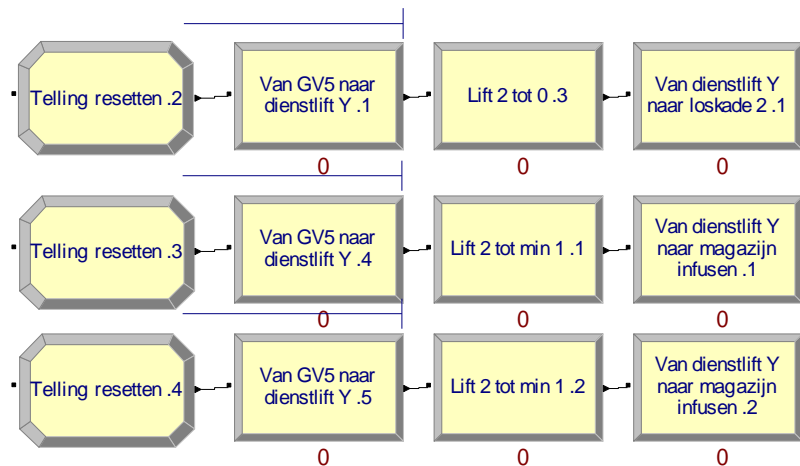 Telling resetten .2
Van GV5 naar
dienstlift Y .1
Lift 2 tot 0 .3
Van dienstlift Y
naar loskade 2 .1
0
0
0
Telling resetten .3
Van GV5 naar
dienstlift Y .4
Lift 2 tot min 1 .1
Van dienstlift Y
naar magazijn
infusen .1
0
0
0
Telling resetten .4
Van GV5 naar
dienstlift Y .5
Lift 2 tot min 1 .2
Van dienstlift Y
naar magazijn
infusen .2
0
0
0